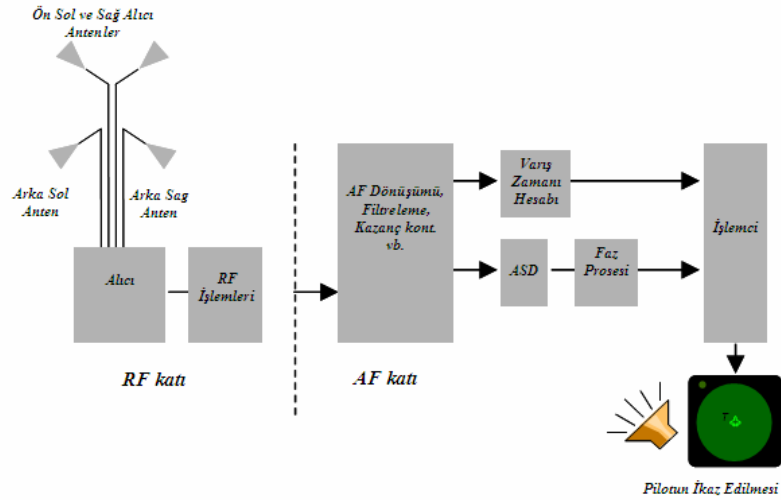 Ön Sol ve Sağ Alıcı
Antenler
Arka Sol
Anten
Arka Sag
Anten
Alıcı
RF
İşlemleri
RF katı
AF Dönüşümü,
Filtreleme,
Kazanç kont.
vb.
AF katı
Varış
Zamanı
Hesabı
ASD
Faz
Prosesi
İşlemci
T
Pilotun İkaz Edilmesi